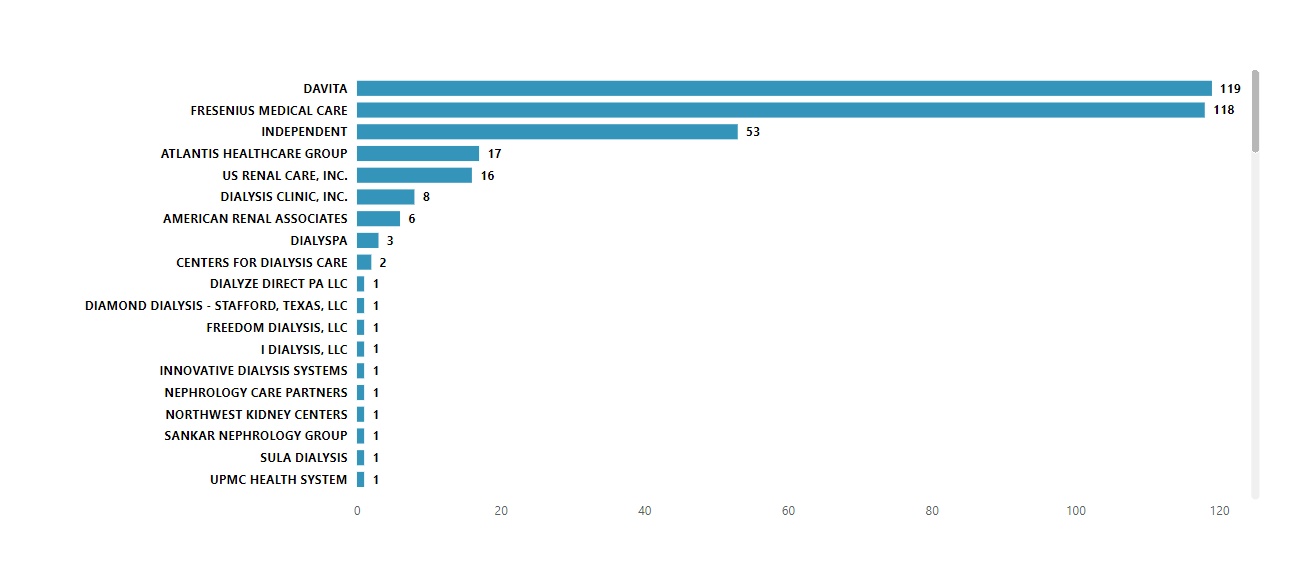 DAVITA 119
FRESENIUS MEDICAL CARE 118
INDEPENDENT 53
ATLANTIS HEALTHCARE GROUP 17
US RENAL CARE, INC. 16
DIALYSIS CLINIC, INC. 8
AMERICAN RENAL ASSOCIATES 6
DIALYSPA 3
CENTERS FOR DIALYSIS CARE 2
DIALYZE DIRECT PA LLC 1
DIAMOND DIALYSIS - STAFFORD, TEXAS, LLC 1
FREEDOM DIALYSIS, LLC 1
I DIALYSIS, LLC 1
INNOVATIVE DIALYSIS SYSTEMS 1
NEPHROLOGY CARE PARTNERS 1
NORTHWEST KIDNEY CENTERS 1
SANKAR NEPHROLOGY GROUP 1
SULA DIALYSIS 1
UPMC HEALTH SYSTEM 1
0 20 40 60 80 100 120